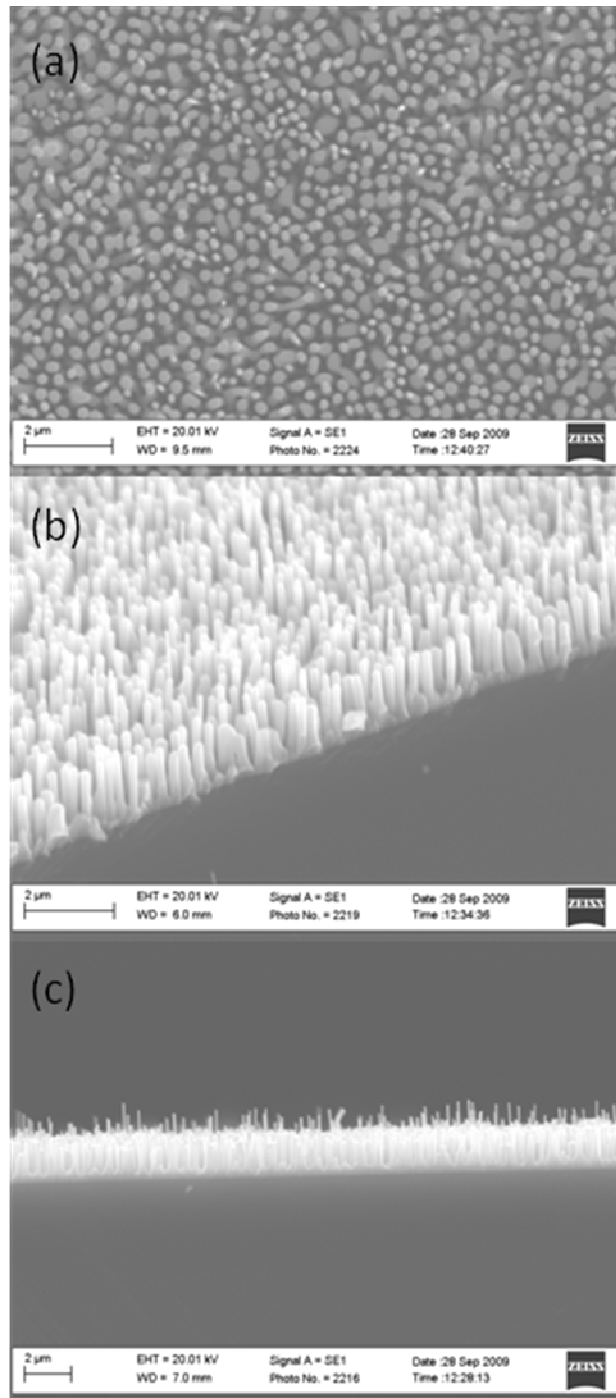 (a)
2 µm EHT = 20.01 kV Signal A = SE1 Date :28 Sep 2009
WD = 9.5 mm Photo No. = 2224 Time :12:40:27
ZEISS
(b)
2 µm EHT = 20.01 kV Signal A = SE1 Date :28 Sep 2009
WD = 6.0 mm Photo No. = 2219 Time :12:34:36
ZEISS
(c)
2 µm EHT = 20.01 kV Signal A = SE1 Date :28 Sep 2009
WD = 7.0 mm Photo No. = 2216 Time :12:28:13
ZEISS